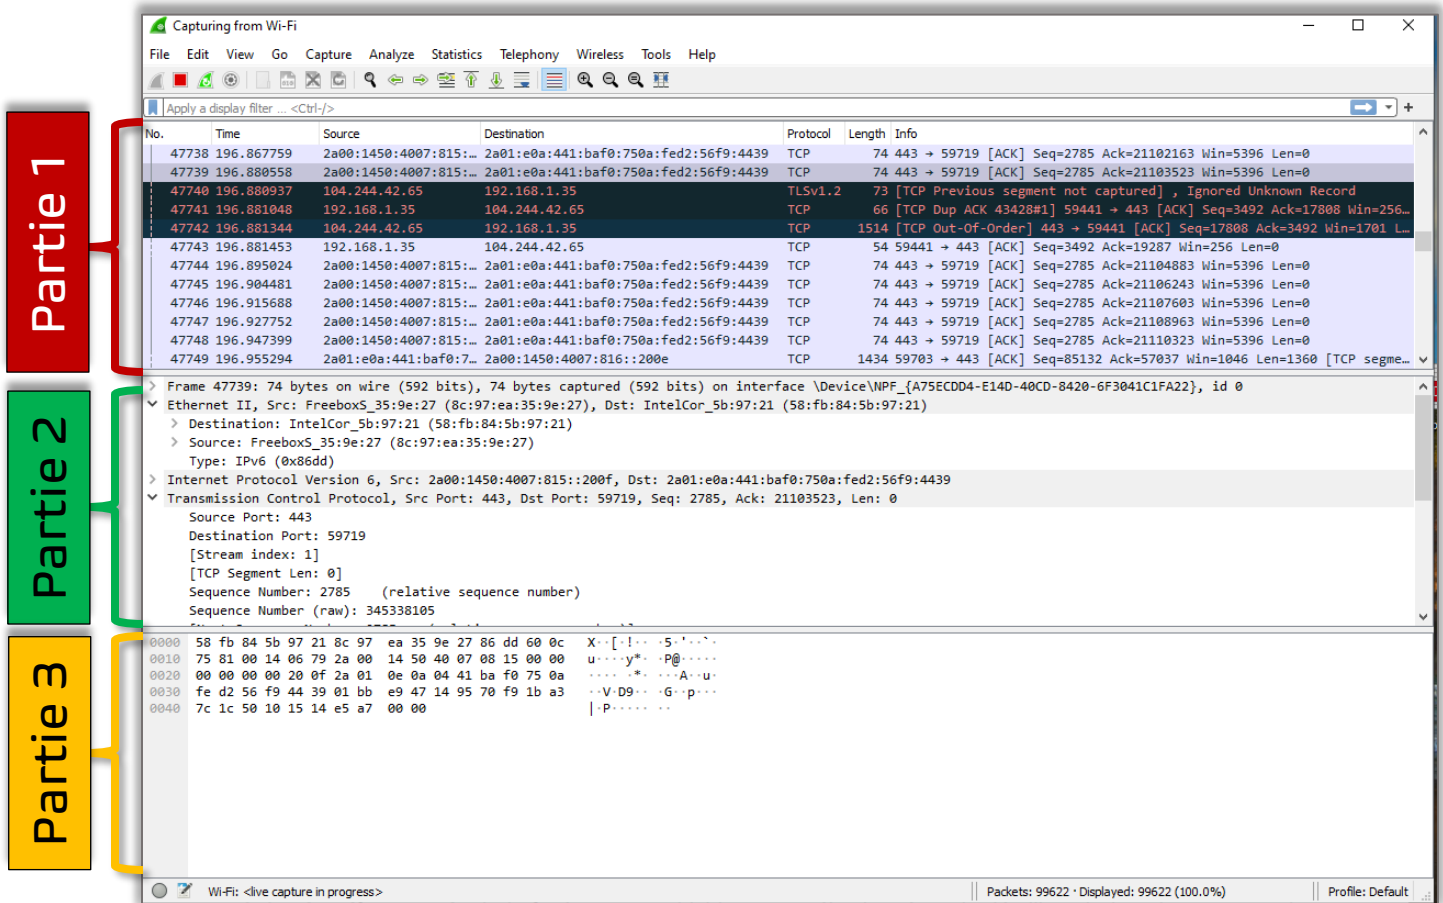 Capturing from Wi-Fi
File Edit View Go Capture Analyze Statistics Telephony Wireless Tools Help
Apply a display filter ... <Ctrl-/>
Partie 1
No. Time Source Destination Protocol Length Info
47738 196.867759 2a00:1450:4007:815:… 2a01:e0a:441:baf0:750a:fed2:56f9:4439 TCP 74 443 → 59719 [ACK] Seq=2785 Ack=21102163 Win=5396 Len=0
47739 196.880558 2a00:1450:4007:815:… 2a01:e0a:441:baf0:750a:fed2:56f9:4439 TCP 74 443 → 59719 [ACK] Seq=2785 Ack=21103523 Win=5396 Len=0
47740 196.880937 104.244.42.65 192.168.1.35 TLSv1.2 73 [TCP Previous segment not captured] , Ignored Unknown Record
47741 196.881048 192.168.1.35 104.244.42.65 TCP 66 [TCP Dup ACK 43428#1] 59441 → 443 [ACK] Seq=3492 Ack=17808 Win=256…
47742 196.881344 104.244.42.65 192.168.1.35 TCP 1514 [TCP Out-Of-Order] 443 → 59441 [ACK] Seq=17808 Ack=3492 Win=1701 L…
47743 196.881453 192.168.1.35 104.244.42.65 TCP 54 59441 → 443 [ACK] Seq=3492 Ack=19287 Win=256 Len=0
47744 196.895024 2a00:1450:4007:815:… 2a01:e0a:441:baf0:750a:fed2:56f9:4439 TCP 74 443 → 59719 [ACK] Seq=2785 Ack=21104883 Win=5396 Len=0
47745 196.904481 2a00:1450:4007:815:… 2a01:e0a:441:baf0:750a:fed2:56f9:4439 TCP 74 443 → 59719 [ACK] Seq=2785 Ack=21106243 Win=5396 Len=0
47746 196.915688 2a00:1450:4007:815:… 2a01:e0a:441:baf0:750a:fed2:56f9:4439 TCP 74 443 → 59719 [ACK] Seq=2785 Ack=21107603 Win=5396 Len=0
47747 196.927752 2a00:1450:4007:815:… 2a01:e0a:441:baf0:750a:fed2:56f9:4439 TCP 74 443 → 59719 [ACK] Seq=2785 Ack=21108963 Win=5396 Len=0
47748 196.947399 2a00:1450:4007:815:… 2a01:e0a:441:baf0:750a:fed2:56f9:4439 TCP 74 443 → 59719 [ACK] Seq=2785 Ack=21110323 Win=5396 Len=0
47749 196.955294 2a01:e0a:441:baf0:7… 2a00:1450:4007:816::200e TCP 1434 59703 → 443 [ACK] Seq=85132 Ack=57037 Win=1046 Len=1360 [TCP segme…
Partie 2
Frame 47739: 74 bytes on wire (592 bits), 74 bytes captured (592 bits) on interface \Device\NPF_{A75ECDD4-E14D-40CD-8420-6F3041C1FA22}, id 0
Ethernet II, Src: FreeboxS_35:9e:27 (8c:97:ea:35:9e:27), Dst: IntelCor_5b:97:21 (58:fb:84:5b:97:21)
Destination: IntelCor_5b:97:21 (58:fb:84:5b:97:21)
Source: FreeboxS_35:9e:27 (8c:97:ea:35:9e:27)
Type: IPv6 (0x86dd)
Internet Protocol Version 6, Src: 2a00:1450:4007:815::200f, Dst: 2a01:e0a:441:baf0:750a:fed2:56f9:4439
Transmission Control Protocol, Src Port: 443, Dst Port: 59719, Seq: 2785, Ack: 21103523, Len: 0
Source Port: 443
Destination Port: 59719
[Stream index: 1]
[TCP Segment Len: 0]
Sequence Number: 2785 (relative sequence number)
Sequence Number (raw): 345338105
Partie 3
0000 58 fb 84 5b 97 21 8c 97 ea 35 9e 27 86 dd 60 0c X··[·!·· ·5·'··`·
0010 75 81 00 14 06 79 2a 00 14 50 40 07 08 15 00 00 u····y*· ·P@·····
0020 00 00 00 00 20 0f 2a 01 0e 0a 04 41 ba f0 75 0a ···· ·*· ···A··u·
0030 fe d2 56 f9 44 39 01 bb e9 47 14 95 70 f9 1b a3 ··V·D9·· ·G··p···
0040 7c 1c 50 10 15 14 e5 a7 00 00 |·P····· ··
Wi-Fi: <live capture in progress> Packets: 99622 · Displayed: 99622 (100.0%) Profile: Default